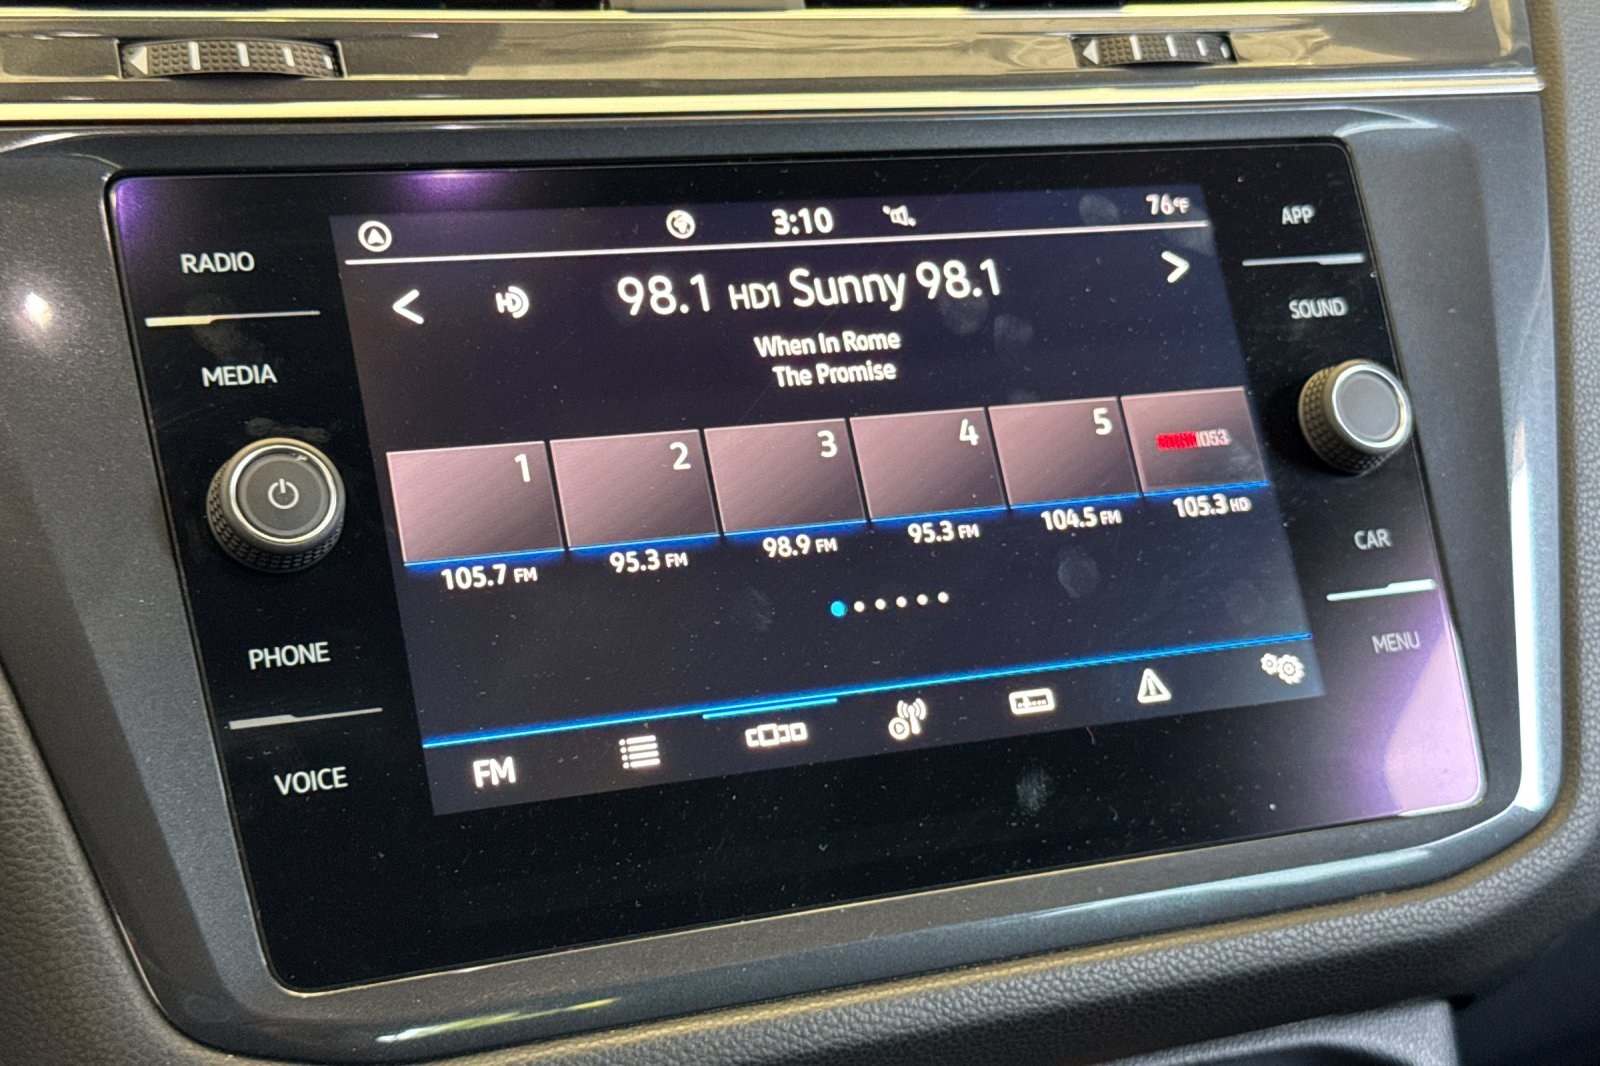 RADIO
MEDIA
PHONE
VOICE
3:10
76°F
HD
98.1 HD1 Sunny 98.1
When In Rome
The Promise
1
2
3
4
5
1053
105.7 FM
95.3 FM
98.9 FM
95.3 FM
104.5 FM
105.3 HD
FM
APP
SOUND
CAR
MENU